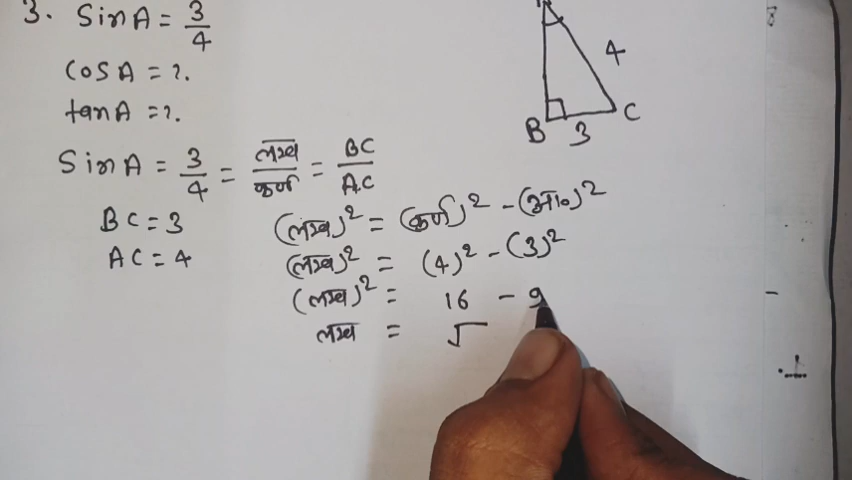 3. Sin A = 3/4
Cos A = ?.
tan A = ?.
Sin A = 3/4 = लम्ब/कर्ण = BC/AC
BC = 3
AC = 4
(लम्ब)² = (कर्ण)² - (आ०)²
(लम्ब)² = (4)² - (3)²
(लम्ब)² = 16 - 9
लम्ब = √
4
B 3 C